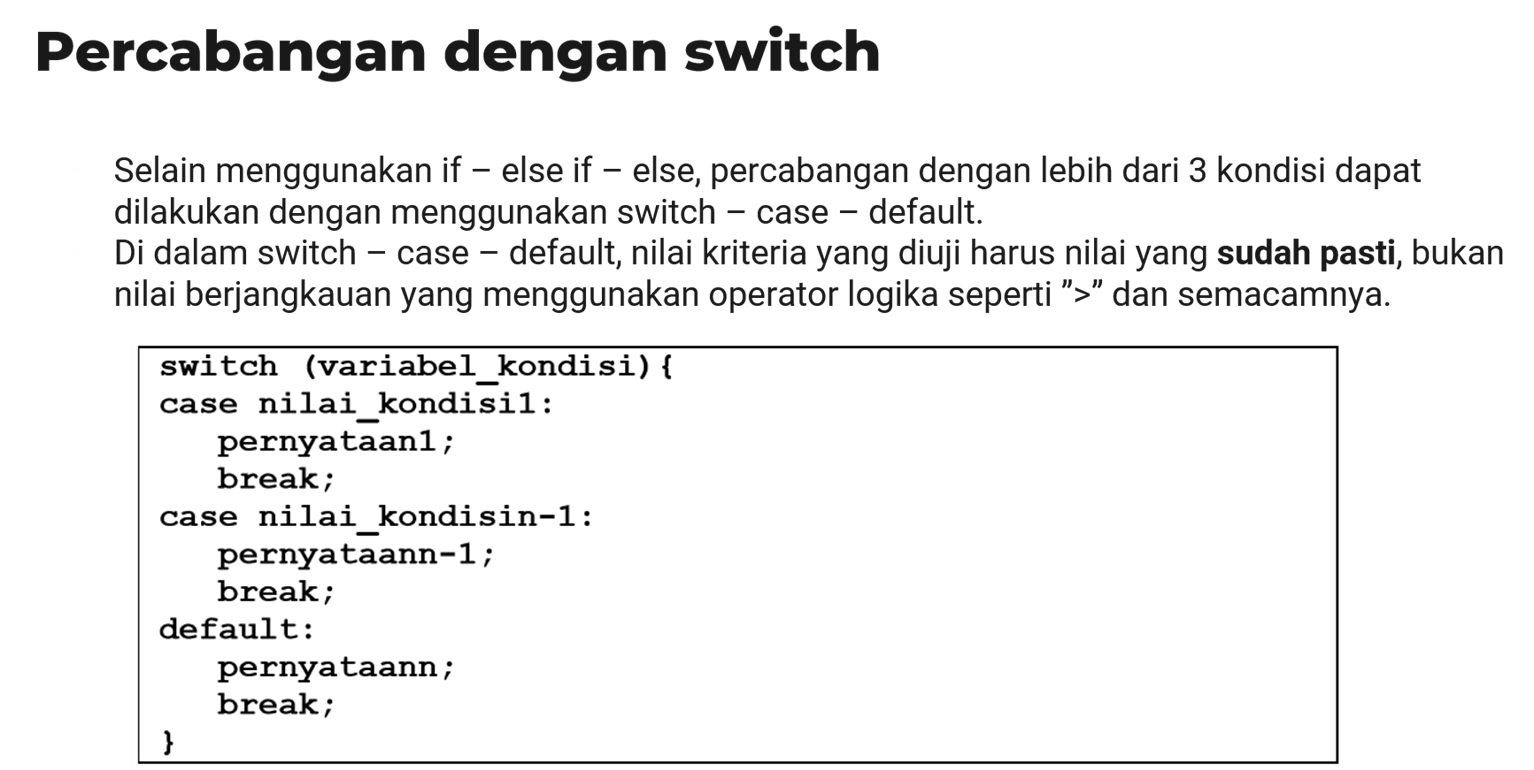 Percabangan dengan switch
Selain menggunakan if – else if – else, percabangan dengan lebih dari 3 kondisi dapat
dilakukan dengan menggunakan switch – case – default.
Di dalam switch – case – default, nilai kriteria yang diuji harus nilai yang sudah pasti, bukan
nilai berjangkauan yang menggunakan operator logika seperti ”>” dan semacamnya.
switch (variabel_kondisi){
case nilai_kondisi1:
   pernyataan1;
   break;
case nilai_kondisin-1:
   pernyataann-1;
   break;
default:
   pernyataann;
   break;
}